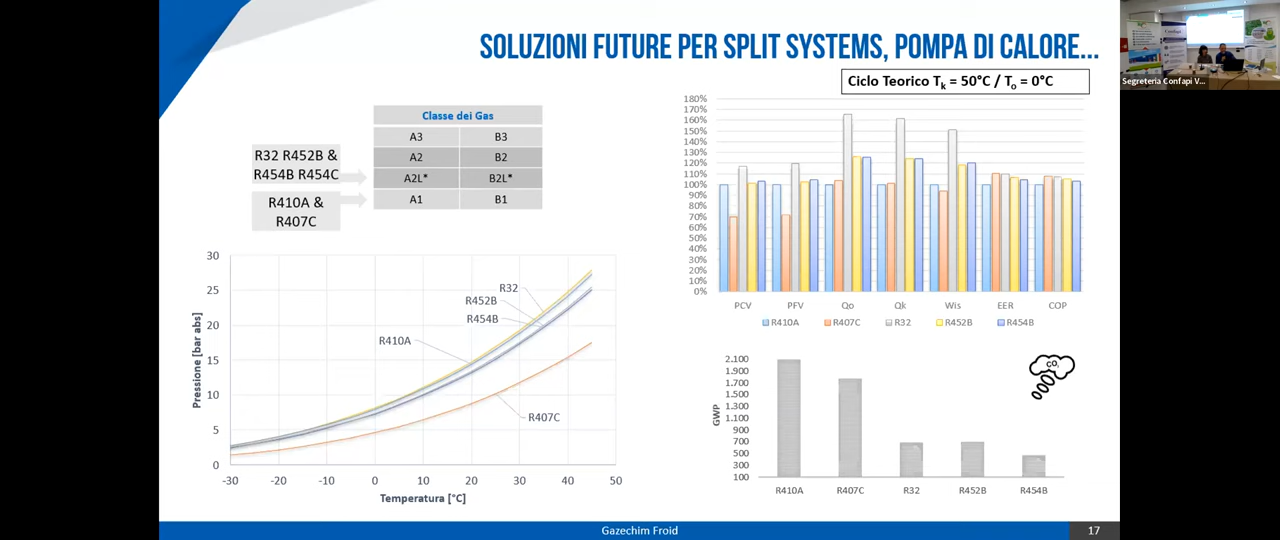 SOLUZIONI FUTURE PER SPLIT SYSTEMS, POMPA DI CALORE...
Segreteria Confapi V...
Ciclo Teorico Tk = 50°C / To = 0°C
Classe dei Gas
A3 B3
A2 B2
A2L* B2L*
A1 B1
R32 R452B &
R454B R454C
R410A &
R407C
30
25
20
15
10
5
0
Pressione [bar abs]
R32
R452B
R454B
R410A
R407C
-30 -20 -10 0 10 20 30 40 50
Temperatura [°C]
180%
170%
160%
150%
140%
130%
120%
110%
100%
90%
80%
70%
60%
50%
40%
30%
20%
10%
0%
PCV PFV Qo Qk Wis EER COP
R410A R407C R32 R452B R454B
CO2
2.100
1.900
1.700
1.500
1.300
1.100
900
700
500
300
100
GWP
R410A R407C R32 R452B R454B
Gazechim Froid
17